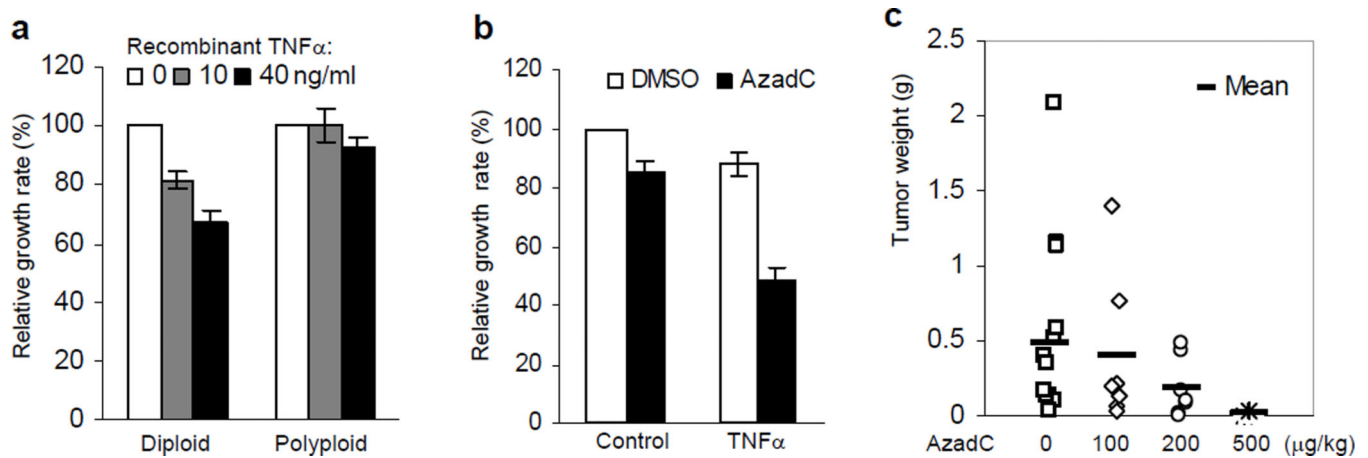 a
Recombinant TNFα:
0 10 40 ng/ml
Relative growth rate (%)
120
100
80
60
40
20
0
Diploid Polyploid
b
DMSO AzadC
Relative growth rate (%)
120
100
80
60
40
20
0
Control TNFα
c
Mean
Tumor weight (g)
2.5
2
1.5
1
0.5
0
AzadC 0 100 200 500 (µg/kg)